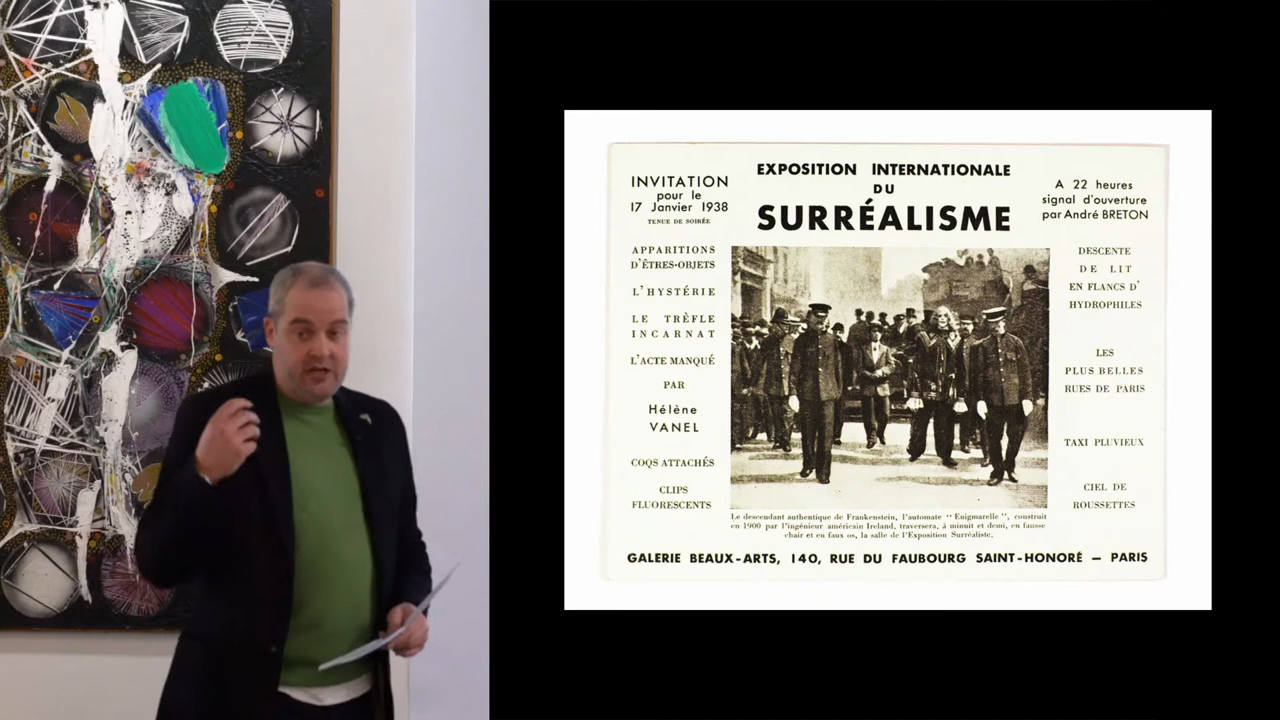 EXPOSITION INTERNATIONALE
DU
SURRÉALISME
INVITATION
pour le
17 Janvier 1938
TENUE DE SOIRÉE
A 22 heures
signal d'ouverture
par André BRETON
APPARITIONS
D'ÊTRES-OBJETS
L'HYSTÉRIE
LE TRÈFLE
INCARNAT
L'ACTE MANQUÉ
PAR
Hélène
VANEL
COQS ATTACHÉS
CLIPS
FLUORESCENTS
DESCENTE
DE LIT
EN FLANCS D'
HYDROPHILES
LES
PLUS BELLES
RUES DE PARIS
TAXI PLUVIEUX
CIEL DE
ROUSSETTES
Le descendant authentique de Frankenstein, l'automate "Enigmarelle", construit
en 1900 par l'ingénieur américain Ireland, traversera, à minuit et demi, en fausse
chair et en faux os, la salle de l'Exposition Surréaliste.
GALERIE BEAUX-ARTS, 140, RUE DU FAUBOURG SAINT-HONORÉ — PARIS